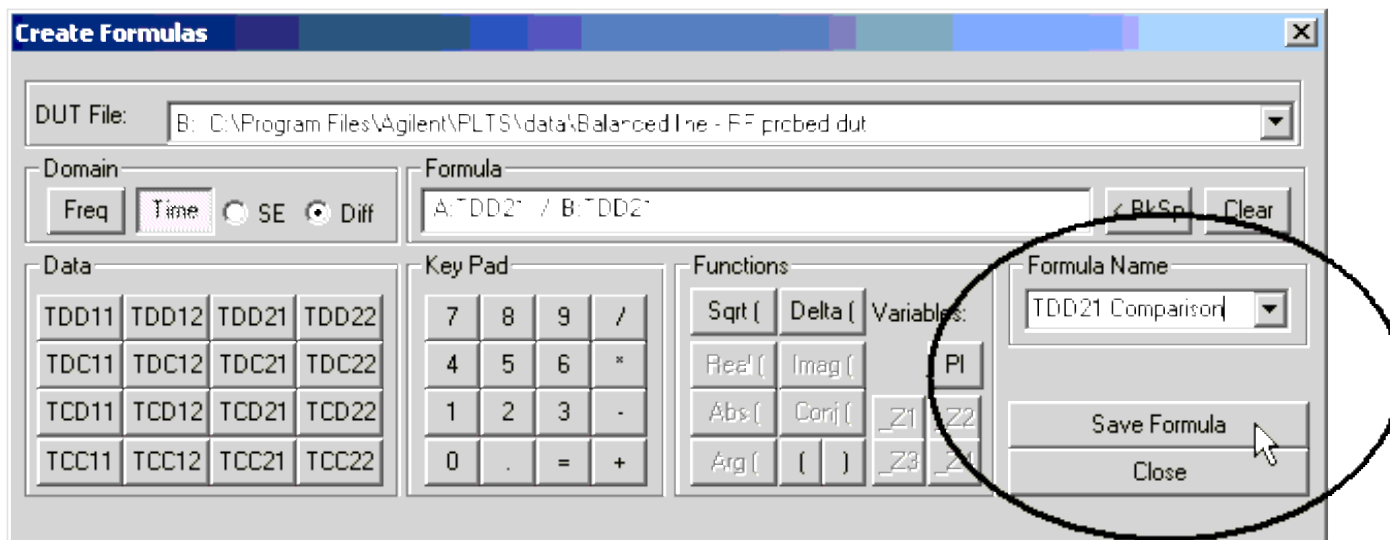 Create Formulas
DUT File:
B: C:\Program Files\Agilent\PLTS\data\Balanced line - RF probed.dut
Domain
Freq Time SE Diff
Formula
A:TDD21 / B:TDD21
< BkSp Clear
Data
TDD11 TDD12 TDD21 TDD22
TDC11 TDC12 TDC21 TDC22
TCD11 TCD12 TCD21 TCD22
TCC11 TCC12 TCC21 TCC22
Key Pad
7 8 9 /
4 5 6 *
1 2 3 -
0 . = +
Functions
Sqrt ( Delta ( Variables:
Real ( Imag ( PI
Abs ( Conj ( _Z1 _Z2
Arg ( ( ) _Z3 _Z4
Formula Name
TDD21 Comparison
Save Formula
Close